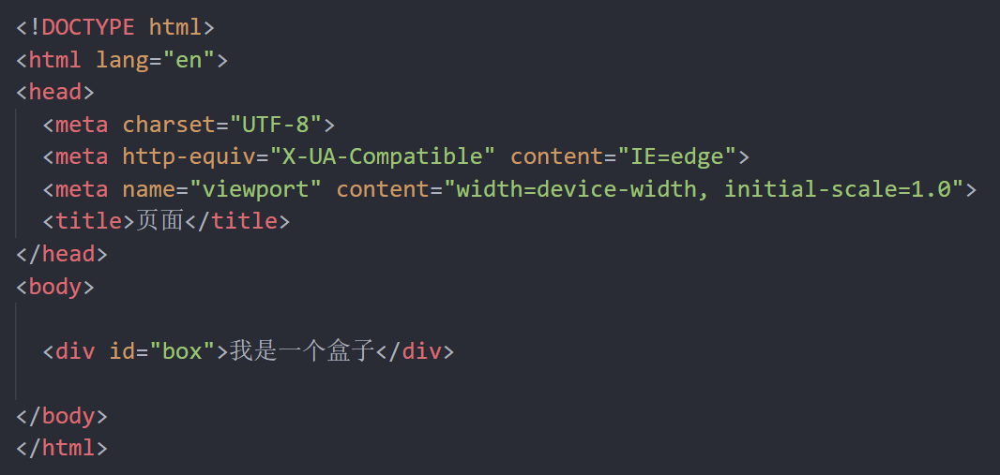 <!DOCTYPE html>
<html lang="en">
<head>
  <meta charset="UTF-8">
  <meta http-equiv="X-UA-Compatible" content="IE=edge">
  <meta name="viewport" content="width=device-width, initial-scale=1.0">
  <title>页面</title>
</head>
<body>

  <div id="box">我是一个盒子</div>

</body>
</html>